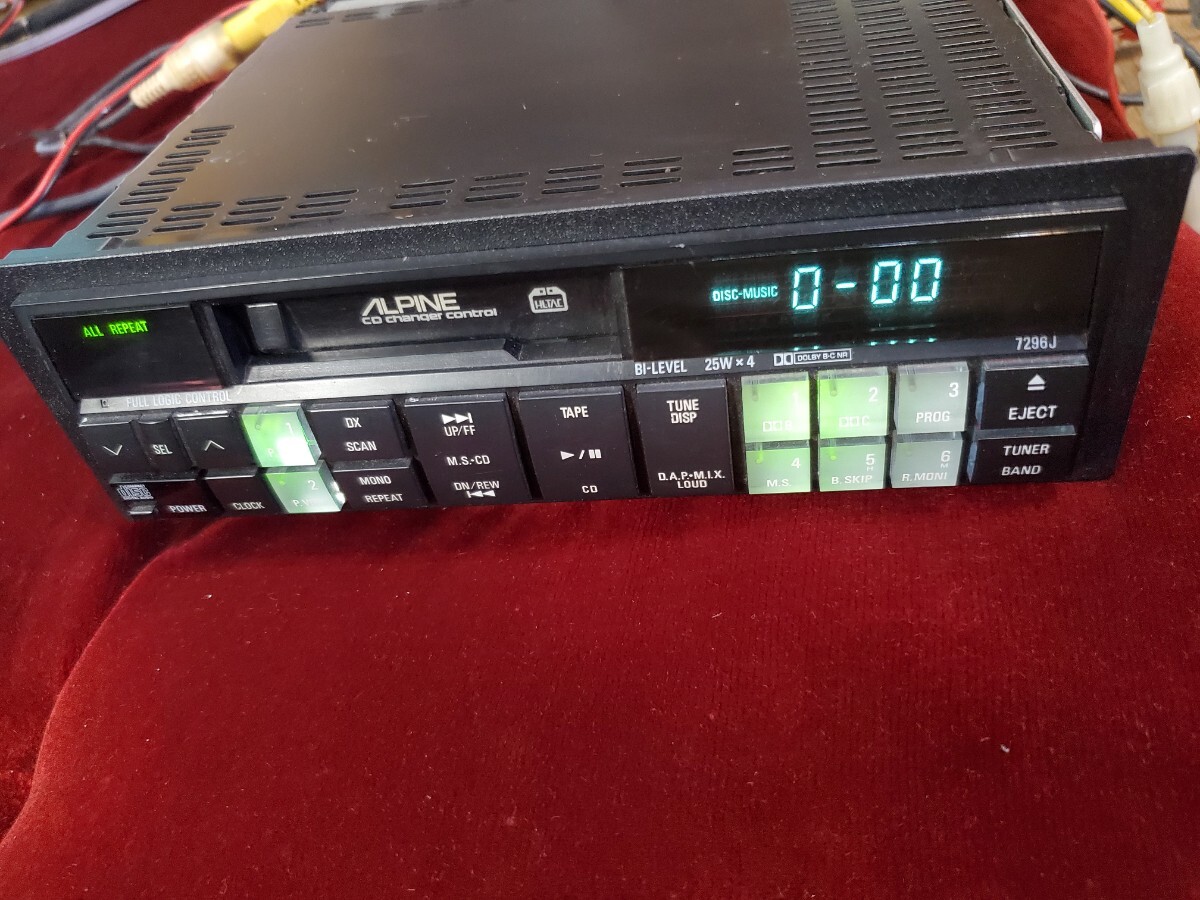 ALPINE
CD changer control
HLTAC
ALL REPEAT
DISC-MUSIC 0-00
7296J
BI-LEVEL 25W×4 DOLBY B·C NR
FULL LOGIC CONTROL
SEL
1
DX
SCAN
UP/FF
M.S.·CD
DN/REW
TAPE
CD
TUNE
DISP
D.A.P.·M.I.X.
LOUD
1
B
2
C
3
PROG
EJECT
POWER
CLOCK
2
MONO
REPEAT
4
M.S.
5
H
B.SKIP
6
M
R.MONI
TUNER
BAND